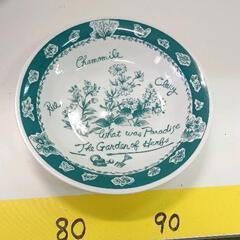 Chamomile
Clary
Rue
What was Paradise
The Garden of Herbs
80
90